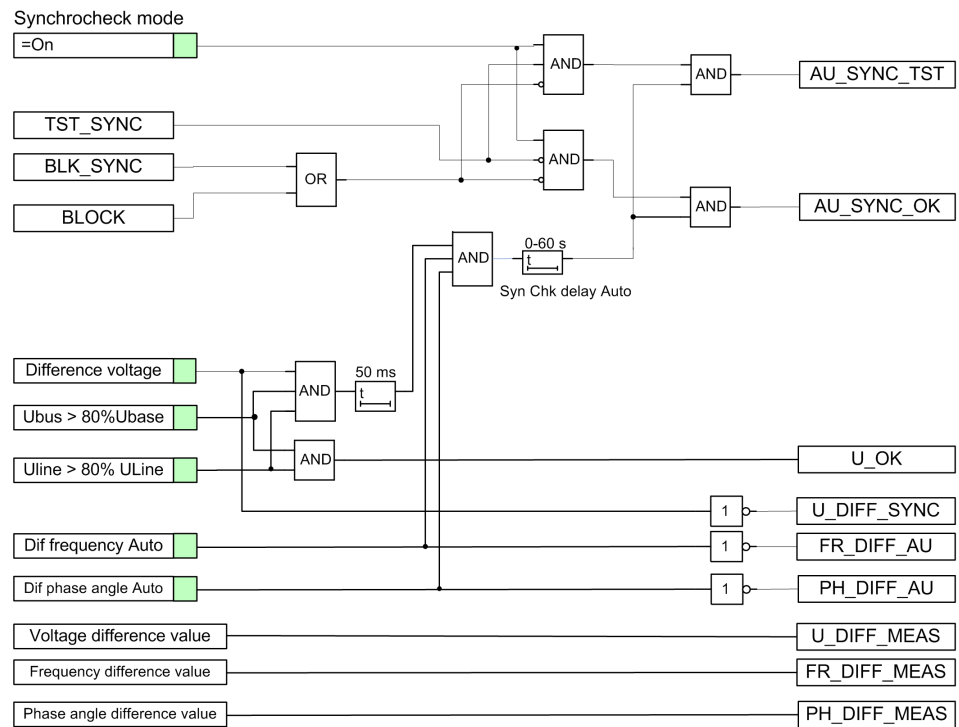 Synchrocheck mode
=On
AND
AND
AU_SYNC_TST
TST_SYNC
BLK_SYNC
OR
AND
BLOCK
AND
AU_SYNC_OK
AND
0-60 s
t
Syn Chk delay Auto
Difference voltage
AND
50 ms
t
Ubus > 80%Ubase
Uline > 80% ULine
AND
U_OK
1
U_DIFF_SYNC
Dif frequency Auto
1
FR_DIFF_AU
Dif phase angle Auto
1
PH_DIFF_AU
Voltage difference value
U_DIFF_MEAS
Frequency difference value
FR_DIFF_MEAS
Phase angle difference value
PH_DIFF_MEAS